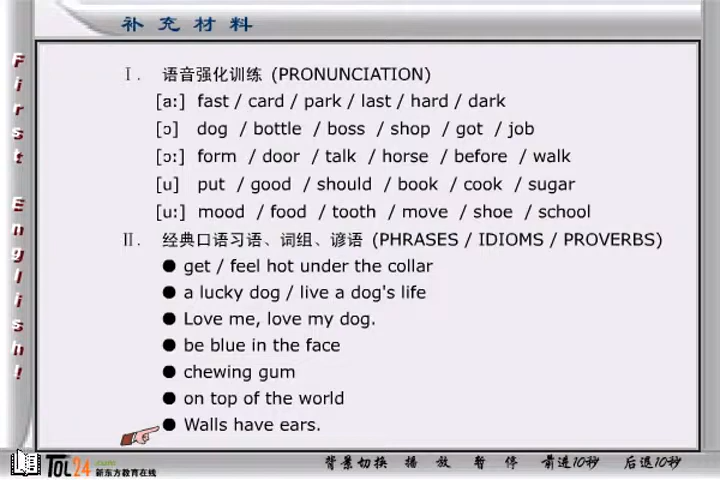 补充材料
First English!
Ⅰ. 语音强化训练 (PRONUNCIATION)
[a:] fast / card / park / last / hard / dark
[ɔ] dog / bottle / boss / shop / got / job
[ɔ:] form / door / talk / horse / before / walk
[u] put / good / should / book / cook / sugar
[u:] mood / food / tooth / move / shoe / school
Ⅱ. 经典口语习语、词组、谚语 (PHRASES / IDIOMS / PROVERBS)
● get / feel hot under the collar
● a lucky dog / live a dog's life
● Love me, love my dog.
● be blue in the face
● chewing gum
● on top of the world
● Walls have ears.
TOL24.com
新东方教育在线
背景切换 播放 暂停 前进10秒 后退10秒